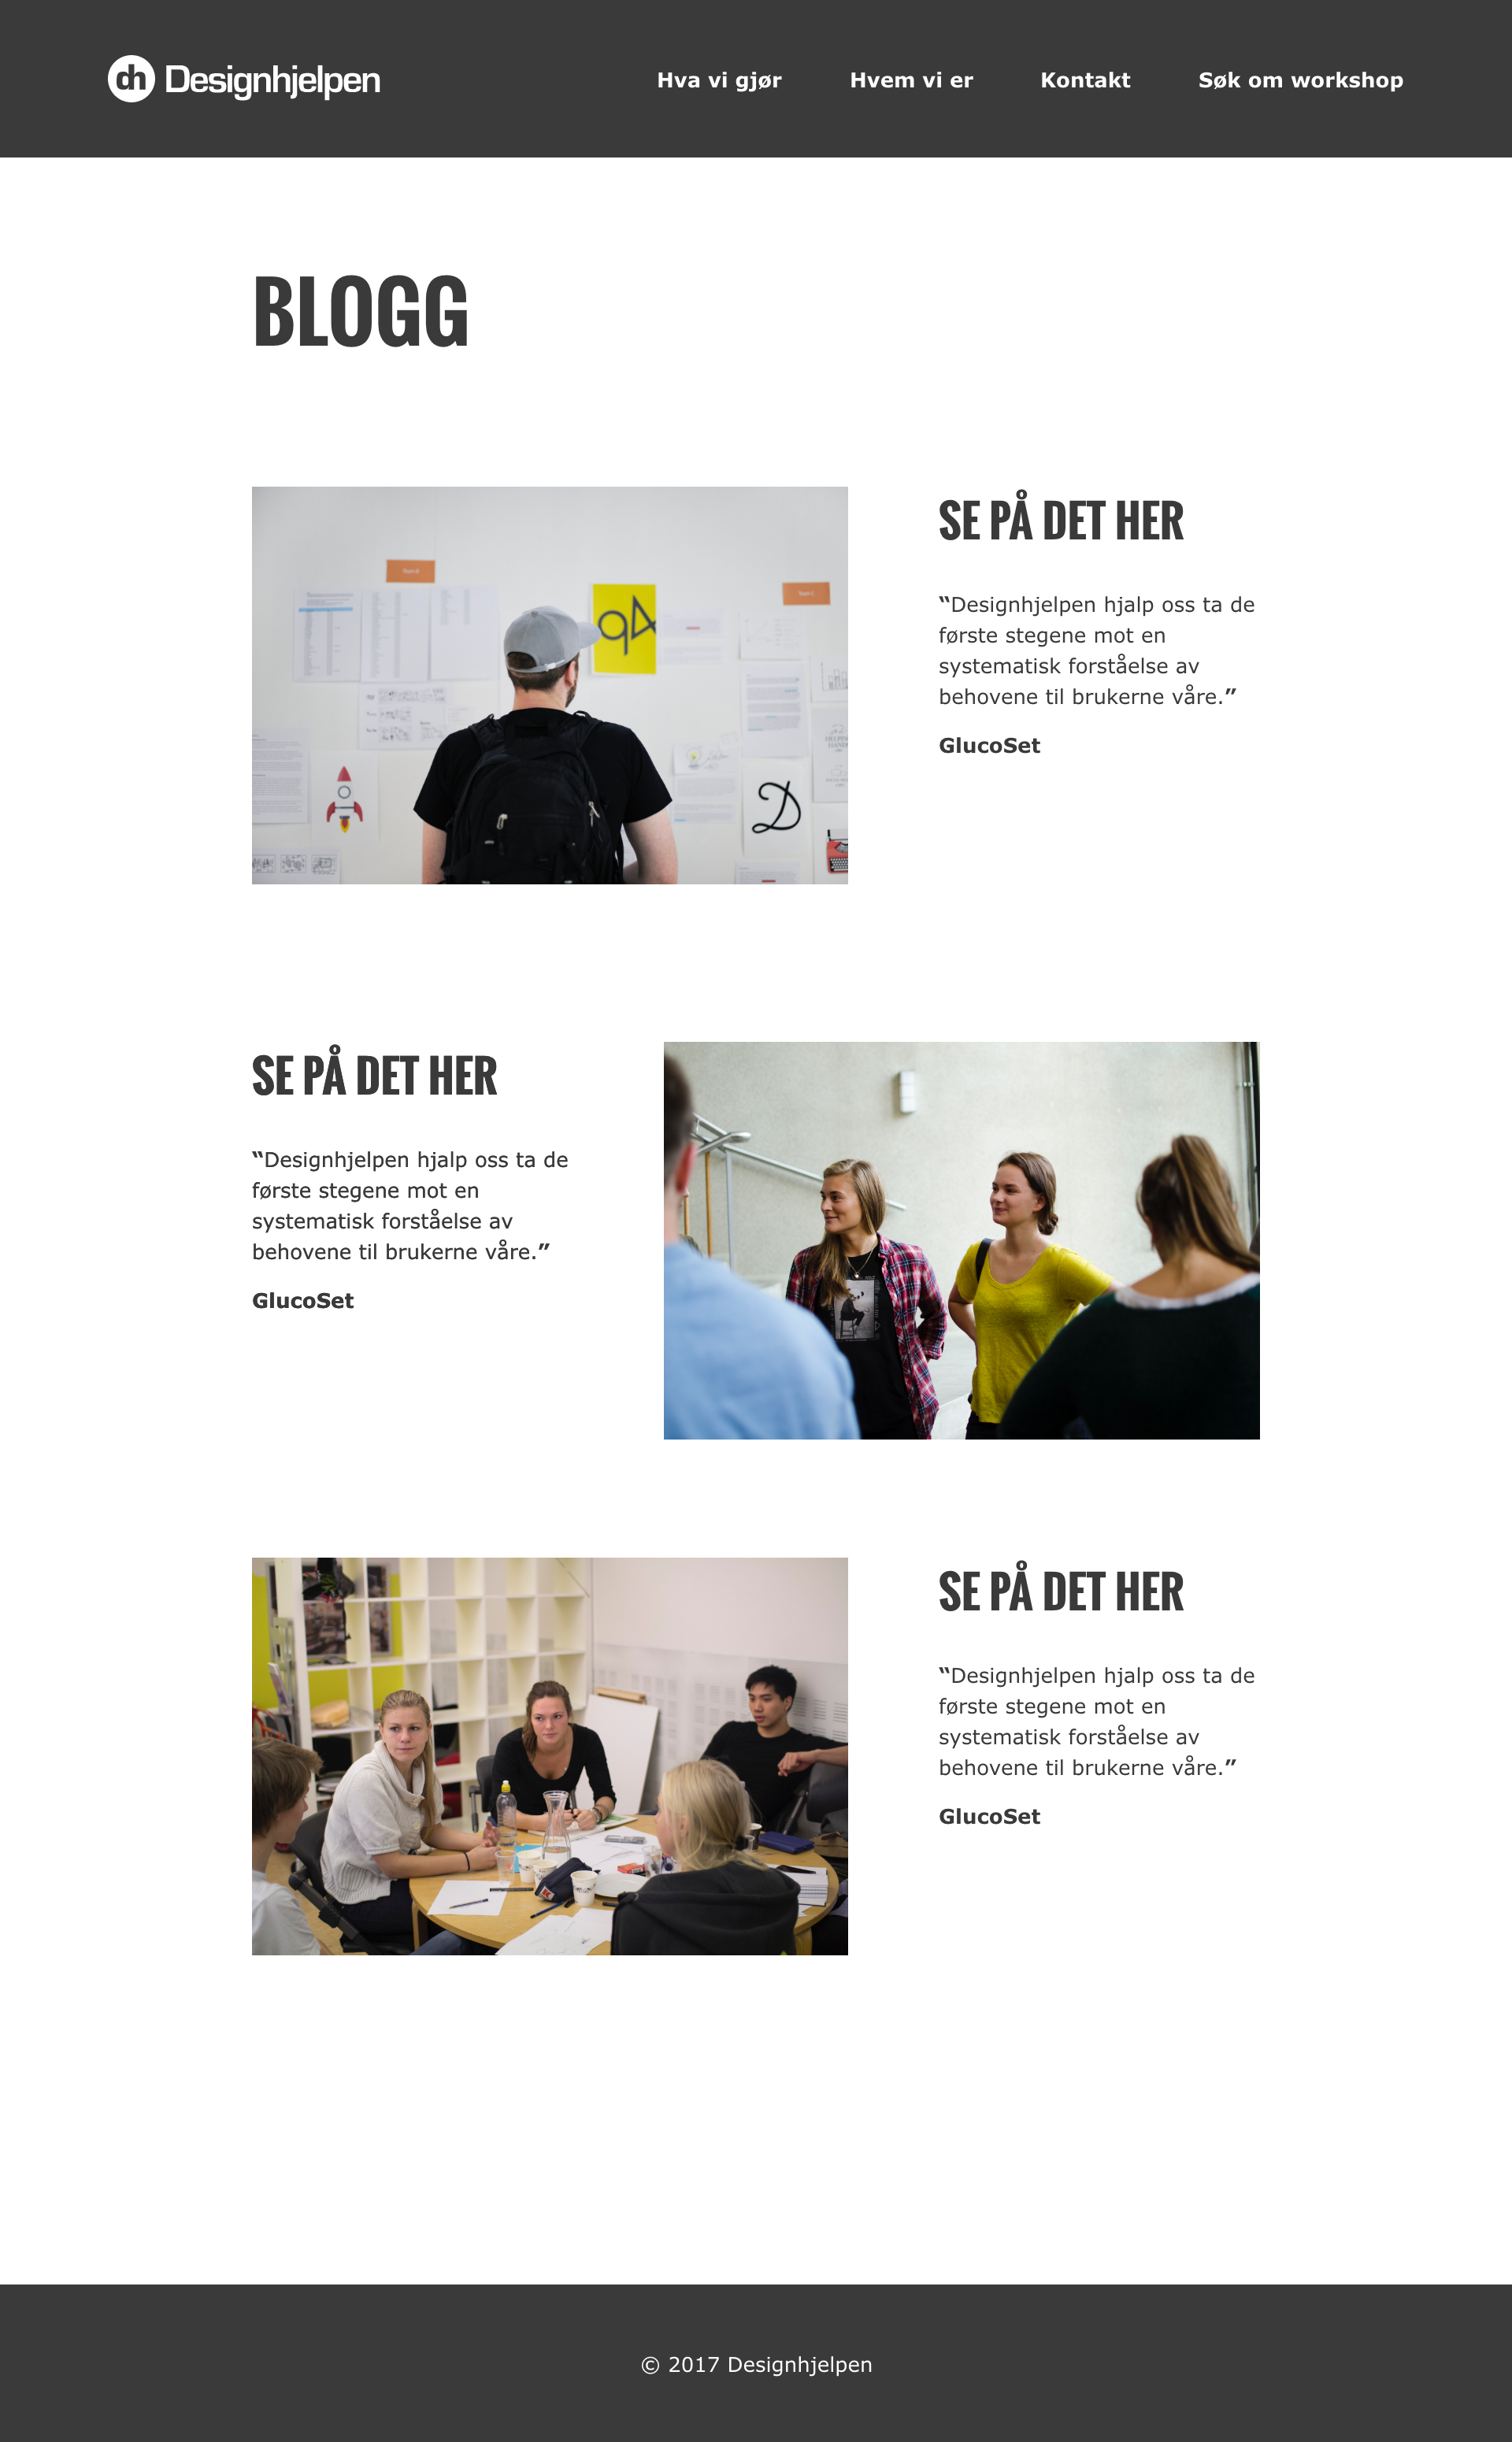 dh Designhjelpen
Hva vi gjør
Hvem vi er
Kontakt
Søk om workshop
BLOGG
94
D
SE PÅ DET HER
“Designhjelpen hjalp oss ta de
første stegene mot en
systematisk forståelse av
behovene til brukerne våre.”
GlucoSet
SE PÅ DET HER
“Designhjelpen hjalp oss ta de
første stegene mot en
systematisk forståelse av
behovene til brukerne våre.”
GlucoSet
SE PÅ DET HER
“Designhjelpen hjalp oss ta de
første stegene mot en
systematisk forståelse av
behovene til brukerne våre.”
GlucoSet
© 2017 Designhjelpen